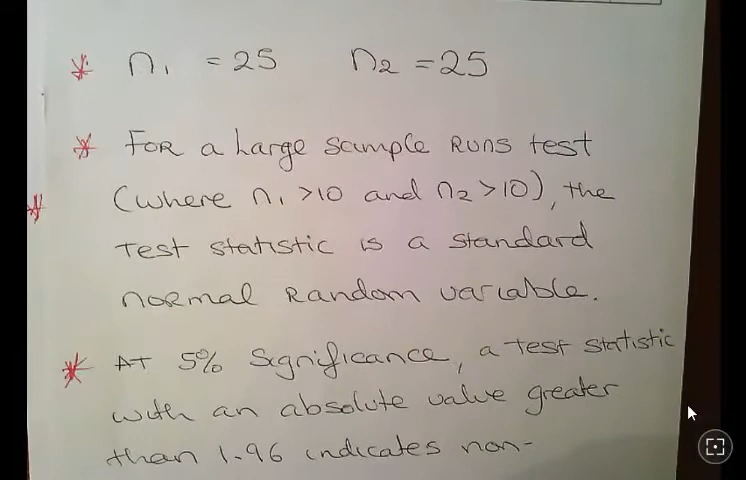 * n1 = 25 n2 = 25
* For a large sample runs test
(where n1 >10 and n2 >10), the
test statistic is a standard
normal random variable.
* At 5% significance, a test statistic
with an absolute value greater
than 1.96 indicates non-